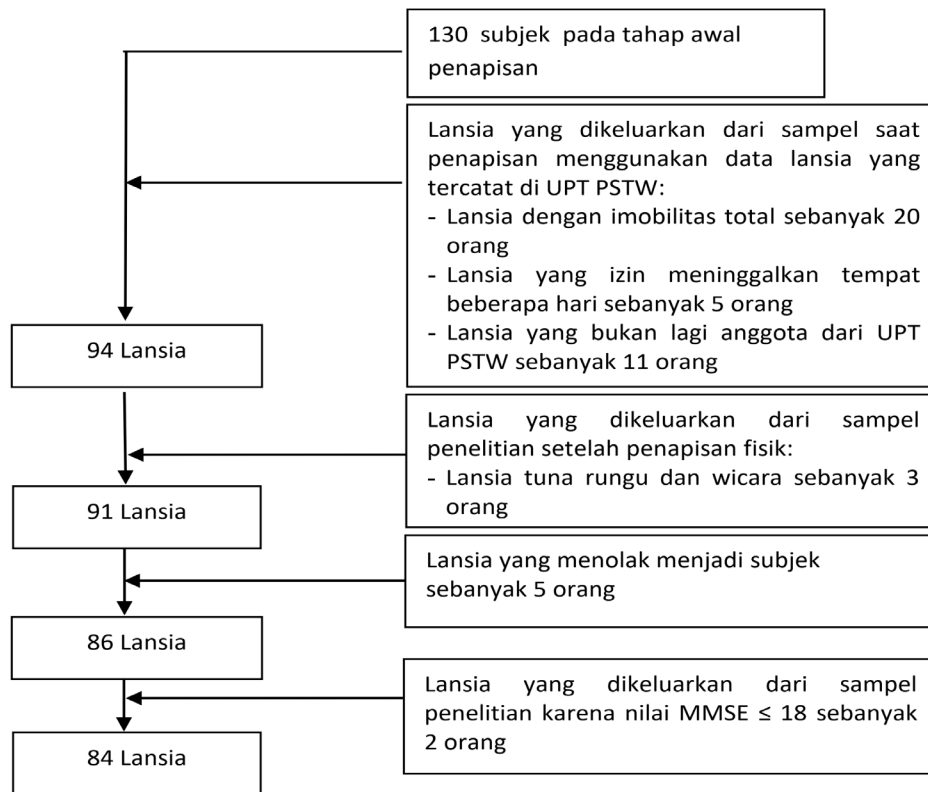 130 subjek pada tahap awal
penapisan
Lansia yang dikeluarkan dari sampel saat
penapisan menggunakan data lansia yang
tercatat di UPT PSTW:
- Lansia dengan imobilitas total sebanyak 20
orang
- Lansia yang izin meninggalkan tempat
beberapa hari sebanyak 5 orang
- Lansia yang bukan lagi anggota dari UPT
PSTW sebanyak 11 orang
94 Lansia
Lansia yang dikeluarkan dari sampel
penelitian setelah penapisan fisik:
- Lansia tuna rungu dan wicara sebanyak 3
orang
91 Lansia
Lansia yang menolak menjadi subjek
sebanyak 5 orang
86 Lansia
Lansia yang dikeluarkan dari sampel
penelitian karena nilai MMSE ≤ 18 sebanyak
2 orang
84 Lansia